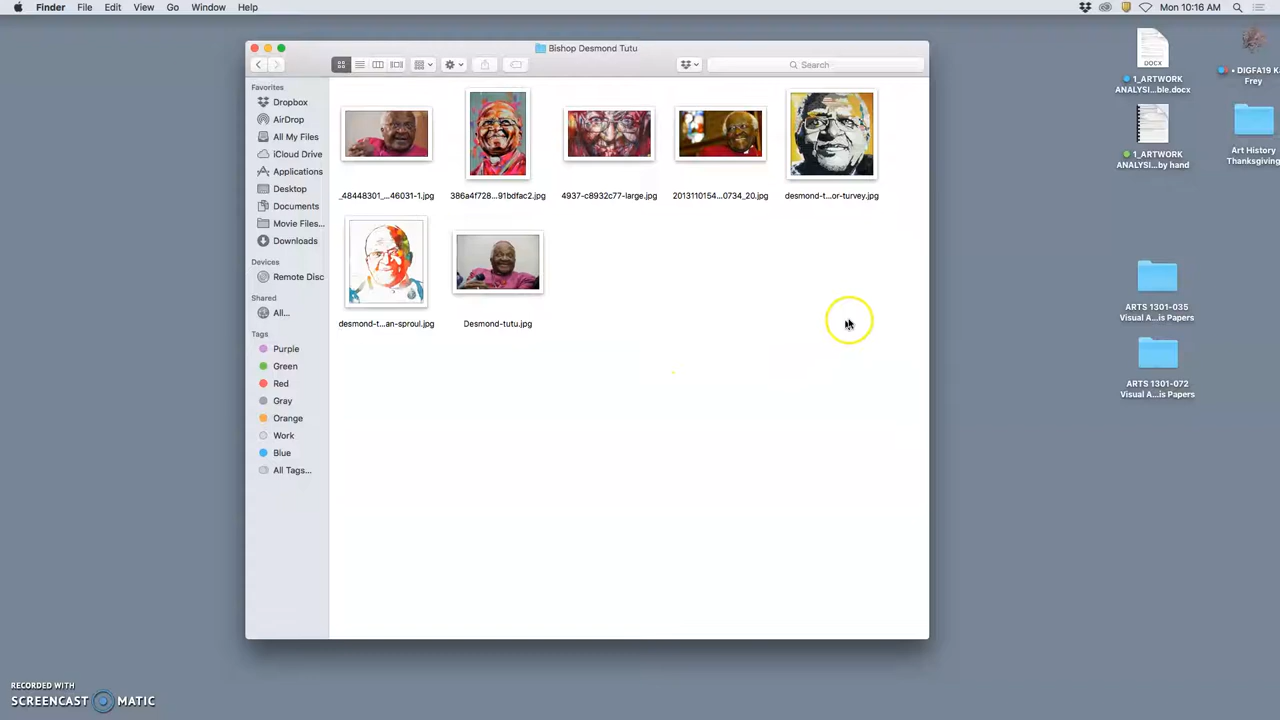 Finder File Edit View Go Window Help
Mon 10:16 AM
Bishop Desmond Tutu
Search
Favorites
Dropbox
AirDrop
All My Files
iCloud Drive
Applications
Desktop
Documents
Movie Files...
Downloads
Devices
Remote Disc
Shared
All...
Tags
Purple
Green
Red
Gray
Orange
Work
Blue
All Tags...
_48448301_...46031-1.jpg
386a4f728...91bdfac2.jpg
4937-c8932c77-large.jpg
2013110154...0734_20.jpg
desmond-t...or-turvey.jpg
desmond-t...an-sproul.jpg
Desmond-tutu.jpg
DOCX
1_ARTWORK
ANALYSI...ble.docx
• DIGFA19 K
Frey
1_ARTWORK
ANALYSI...by hand
Art History
Thanksgiving
ARTS 1301-035
Visual A...is Papers
ARTS 1301-072
Visual A...is Papers
RECORDED WITH
SCREENCAST MATIC